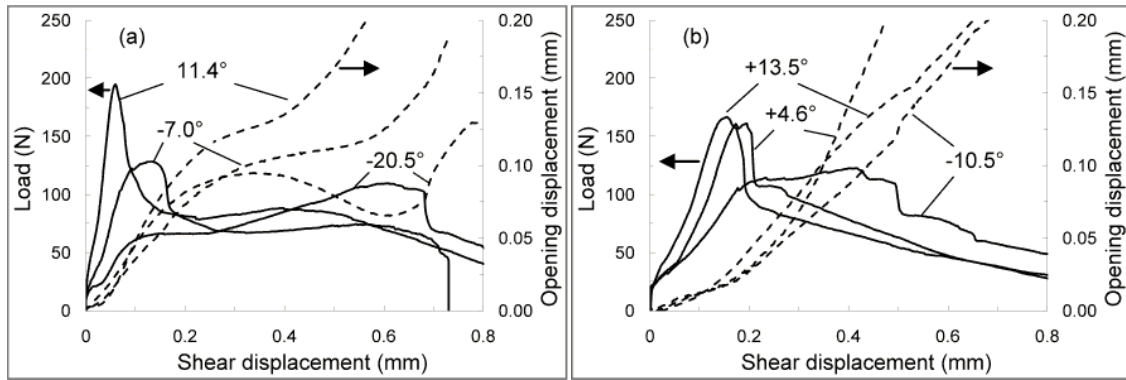 (a)
Load (N)
250
200
150
100
50
0
11.4°
-7.0°
-20.5°
0.20
0.15
0.10
0.05
0.00
Opening displacement (mm)
0 0.2 0.4 0.6 0.8
Shear displacement (mm)
(b)
Load (N)
250
200
150
100
50
0
+13.5°
+4.6°
-10.5°
0.20
0.15
0.10
0.05
0.00
Opening displacement (mm)
0 0.2 0.4 0.6 0.8
Shear displacement (mm)